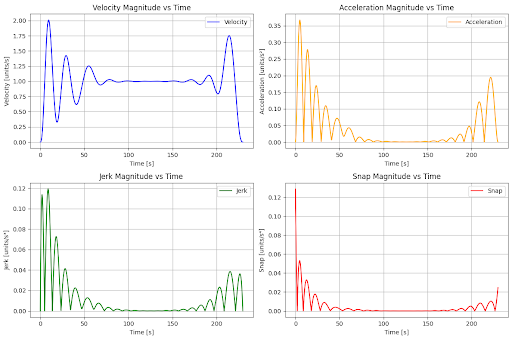 Velocity Magnitude vs Time
Velocity [units/s]
2.00
1.75
1.50
1.25
1.00
0.75
0.50
0.25
0.00
Velocity
0 50 100 150 200
Time [s]
Acceleration Magnitude vs Time
Acceleration [units/s²]
0.35
0.30
0.25
0.20
0.15
0.10
0.05
0.00
Acceleration
0 50 100 150 200
Time [s]
Jerk Magnitude vs Time
Jerk [units/s³]
0.12
0.10
0.08
0.06
0.04
0.02
0.00
Jerk
0 50 100 150 200
Time [s]
Snap Magnitude vs Time
Snap [units/s⁴]
0.12
0.10
0.08
0.06
0.04
0.02
0.00
Snap
0 50 100 150 200
Time [s]